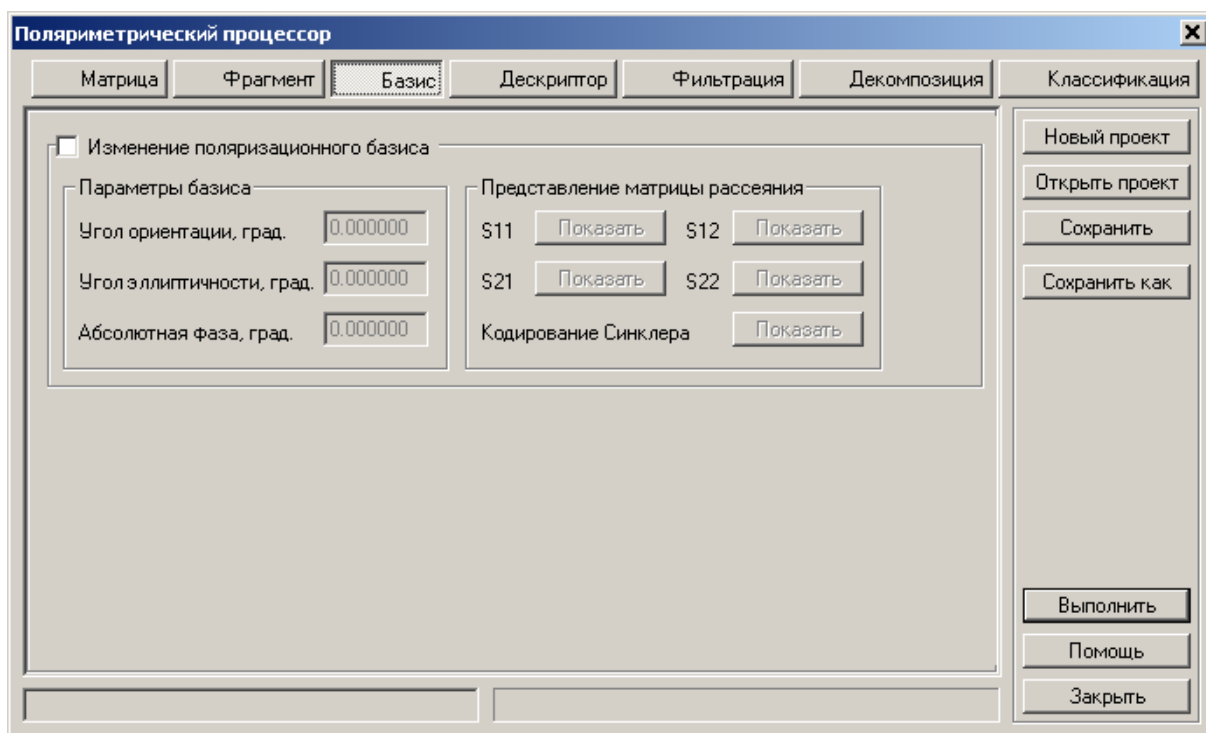 Поляриметрический процессор
Матрица Фрагмент Базис Дескриптор Фильтрация Декомпозиция Классификация
Изменение поляризационного базиса
Параметры базиса
Угол ориентации, град. 0.000000
Угол эллиптичности, град. 0.000000
Абсолютная фаза, град. 0.000000
Представление матрицы рассеяния
S11 Показать S12 Показать
S21 Показать S22 Показать
Кодирование Синклера Показать
Новый проект
Открыть проект
Сохранить
Сохранить как
Выполнить
Помощь
Закрыть